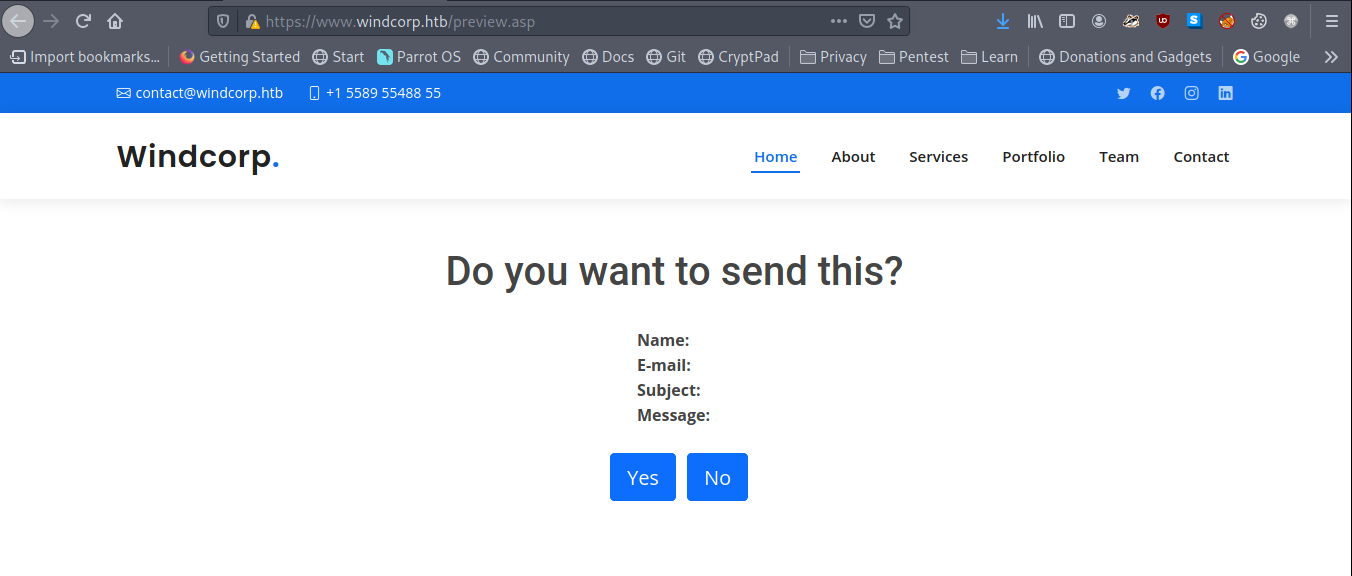 https://www.windcorp.htb/preview.asp
Import bookmarks... Getting Started Start Parrot OS Community Docs Git CryptPad Privacy Pentest Learn Donations and Gadgets Google
contact@windcorp.htb +1 5589 55488 55
Windcorp. Home About Services Portfolio Team Contact
Do you want to send this?
Name:
E-mail:
Subject:
Message:
Yes No